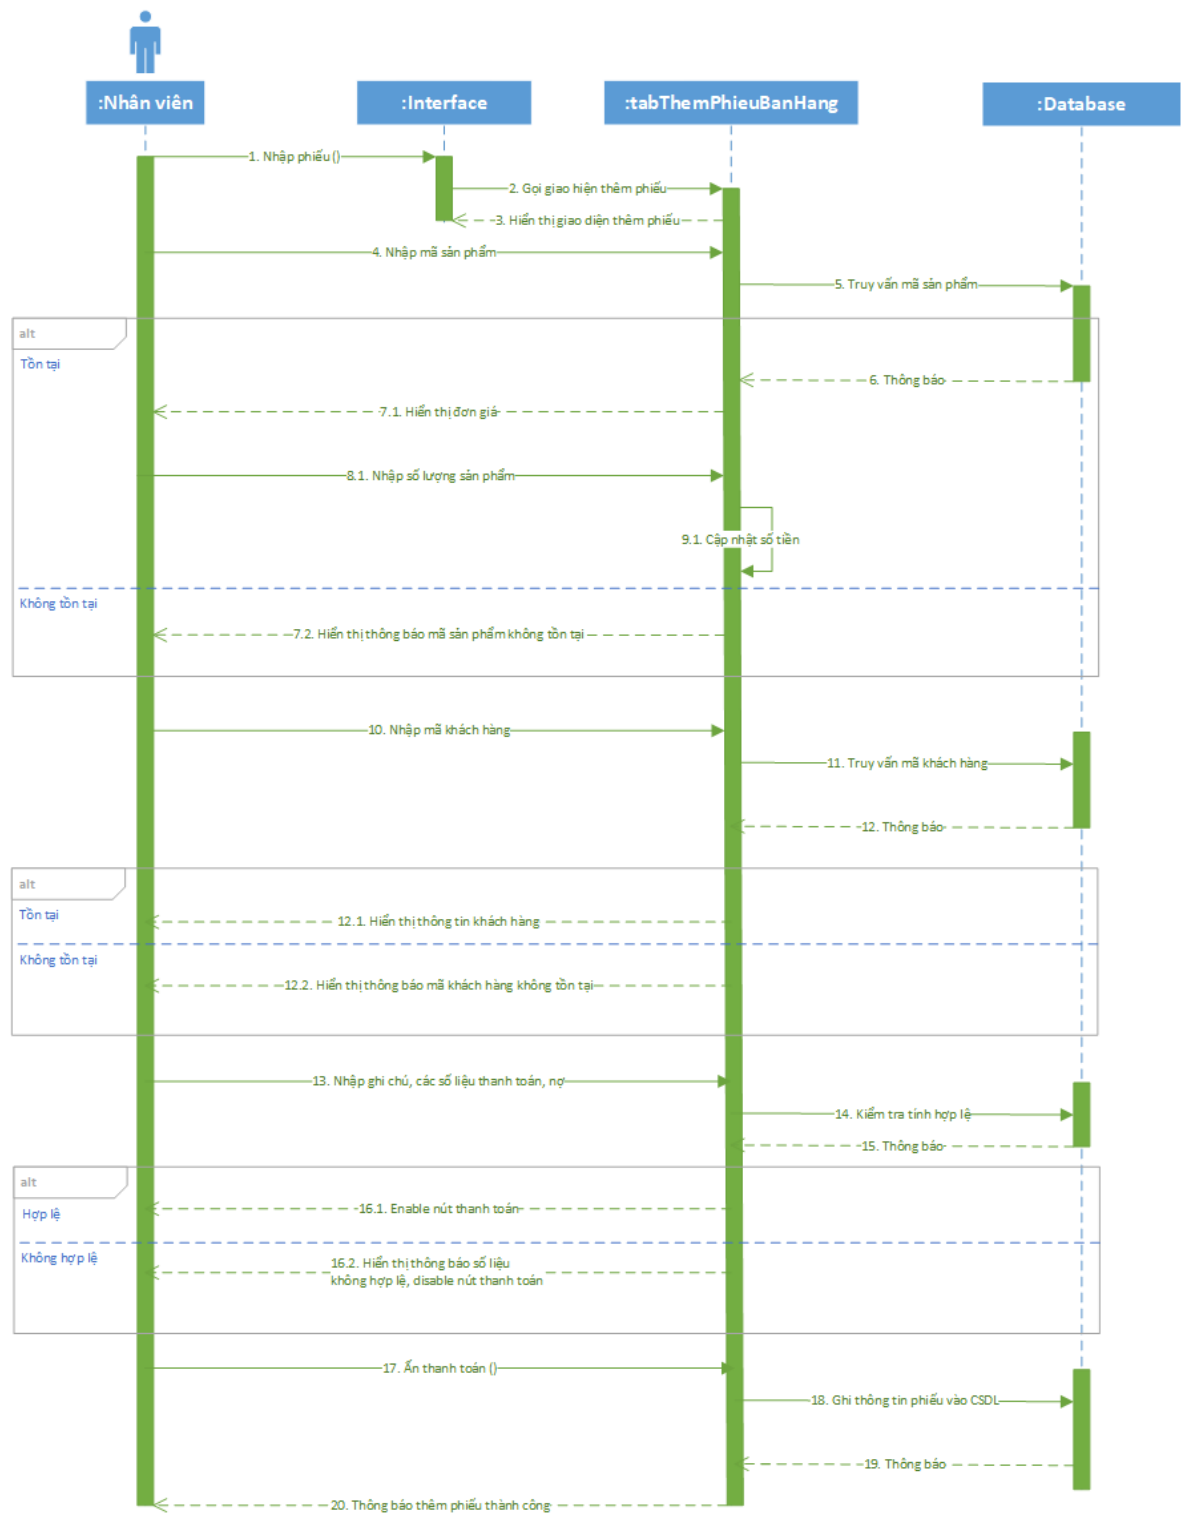 :Nhân viên
:Interface
:tabThemPhieuBanHang
:Database
1. Nhập phiếu ()
2. Gọi giao hiện thêm phiếu
3. Hiển thị giao diện thêm phiếu
4. Nhập mã sản phẩm
5. Truy vấn mã sản phẩm
alt
Tồn tại
6. Thông báo
7.1. Hiển thị đơn giá
8.1. Nhập số lượng sản phẩm
9.1. Cập nhật số tiền
Không tồn tại
7.2. Hiển thị thông báo mã sản phẩm không tồn tại
10. Nhập mã khách hàng
11. Truy vấn mã khách hàng
12. Thông báo
alt
Tồn tại
12.1. Hiển thị thông tin khách hàng
Không tồn tại
12.2. Hiển thị thông báo mã khách hàng không tồn tại
13. Nhập ghi chú, các số liệu thanh toán, nợ
14. Kiểm tra tính hợp lệ
15. Thông báo
alt
Hợp lệ
16.1. Enable nút thanh toán
Không hợp lệ
16.2. Hiển thị thông báo số liệu
không hợp lệ, disable nút thanh toán
17. Ấn thanh toán ()
18. Ghi thông tin phiếu vào CSDL
19. Thông báo
20. Thông báo thêm phiếu thành công